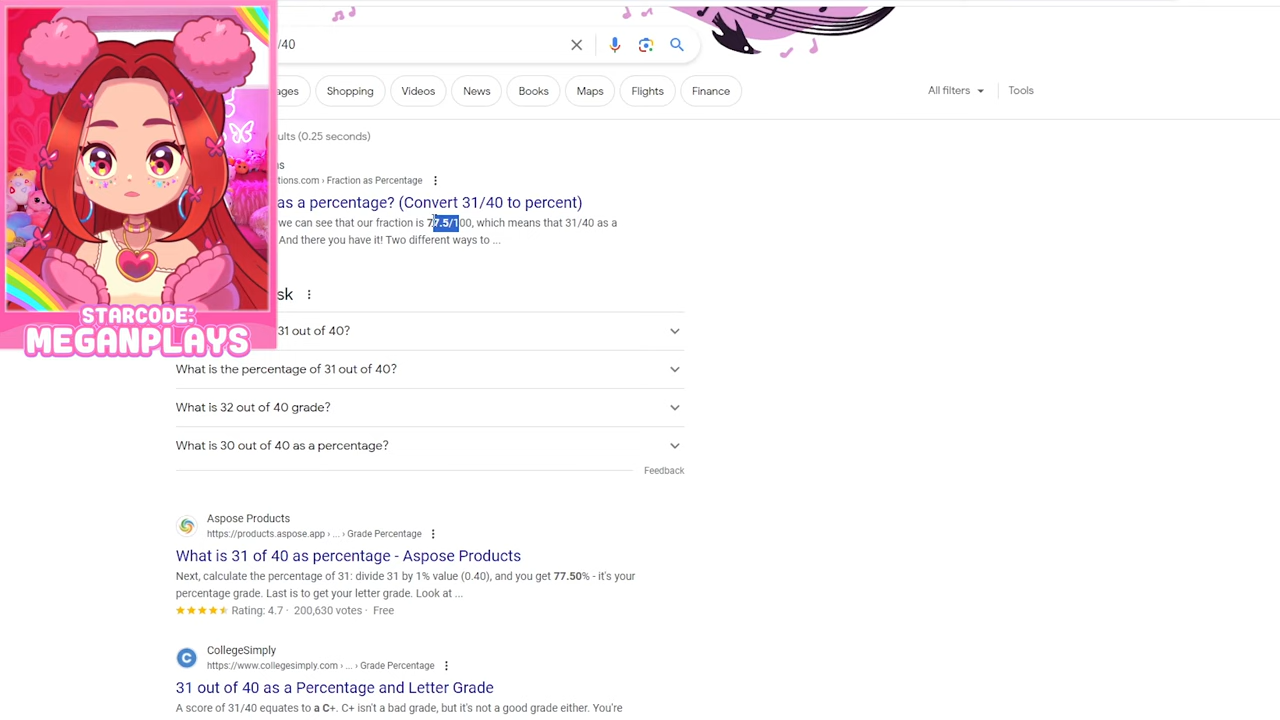 /40
ages
Shopping
Videos
News
Books
Maps
Flights
Finance
All filters
Tools
ults (0.25 seconds)
ns
tions.com › Fraction as Percentage
as a percentage? (Convert 31/40 to percent)
we can see that our fraction is 77.5/100, which means that 31/40 as a
And there you have it! Two different ways to ...
sk
31 out of 40?
What is the percentage of 31 out of 40?
What is 32 out of 40 grade?
What is 30 out of 40 as a percentage?
Feedback
Aspose Products
https://products.aspose.app › ... › Grade Percentage
What is 31 of 40 as percentage - Aspose Products
Next, calculate the percentage of 31: divide 31 by 1% value (0.40), and you get 77.50% - it's your
percentage grade. Last is to get your letter grade. Look at ...
Rating: 4.7 · 200,630 votes · Free
CollegeSimply
https://www.collegesimply.com › ... › Grade Percentage
31 out of 40 as a Percentage and Letter Grade
A score of 31/40 equates to a C+. C+ isn't a bad grade, but it's not a good grade either. You're
STARCODE:
MEGANPLAYS